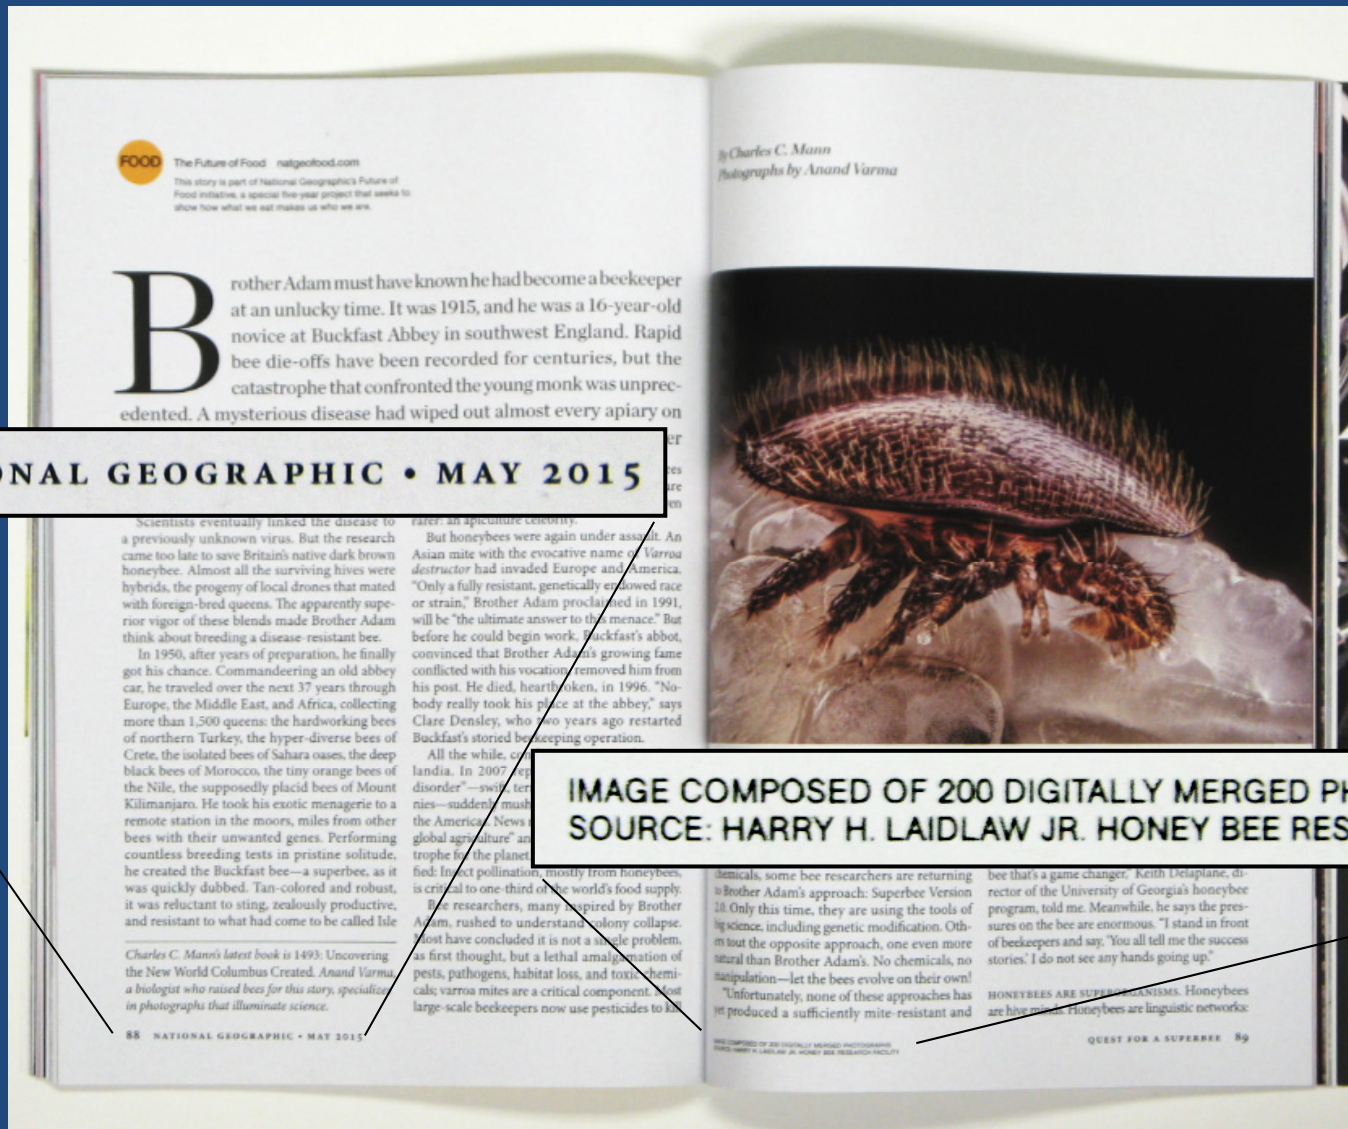 FOOD
The Future of Food natgeofood.com
This story is part of National Geographic's Future of
Food initiative, a special five-year project that seeks to
show how what we eat makes us who we are.
Brother Adam must have known he had become a beekeeper
at an unlucky time. It was 1915, and he was a 16-year-old
novice at Buckfast Abbey in southwest England. Rapid
bee die-offs have been recorded for centuries, but the
catastrophe that confronted the young monk was unprec-
edented. A mysterious disease had wiped out almost every apiary on
ONAL GEOGRAPHIC • MAY 2015
Scientists eventually linked the disease to
a previously unknown virus. But the research
came too late to save Britain's native dark brown
honeybee. Almost all the surviving hives were
hybrids, the progeny of local drones that mated
with foreign-bred queens. The apparently supe-
rior vigor of these blends made Brother Adam
think about breeding a disease-resistant bee.
In 1950, after years of preparation, he finally
got his chance. Commandeering an old abbey
car, he traveled over the next 37 years through
Europe, the Middle East, and Africa, collecting
more than 1,500 queens: the hardworking bees
of northern Turkey, the hyper-diverse bees of
Crete, the isolated bees of Sahara oases, the deep
black bees of Morocco, the tiny orange bees of
the Nile, the supposedly placid bees of Mount
Kilimanjaro. He took his exotic menagerie to a
remote station in the moors, miles from other
bees with their unwanted genes. Performing
countless breeding tests in pristine solitude,
he created the Buckfast bee—a superbee, as it
was quickly dubbed. Tan-colored and robust,
it was reluctant to sting, zealously productive,
and resistant to what had come to be called Isle
Charles C. Mann's latest book is 1493: Uncovering
the New World Columbus Created. Anand Varma,
a biologist who raised bees for this story, specializes
in photographs that illuminate science.
88 NATIONAL GEOGRAPHIC • MAY 2015
rarer: an apiculture celebrity.
But honeybees were again under assault. An
Asian mite with the evocative name of Varroa
destructor had invaded Europe and America.
"Only a fully resistant, genetically endowed race
or strain," Brother Adam proclaimed in 1991,
will be "the ultimate answer to this menace." But
before he could begin work, Buckfast's abbot,
convinced that Brother Adam's growing fame
conflicted with his vocation, removed him from
his post. He died, heartbroken, in 1996. "No-
body really took his place at the abbey," says
Clare Densley, who two years ago restarted
Buckfast's storied beekeeping operation.
All the while,
landia. In 2007
disorder"—swift,
nies—suddenly
the Americas. News
global agriculture"
trophe for the planet.
fied: Insect pollination, mostly from honeybees,
is critical to one-third of the world's food supply.
Bee researchers, many inspired by Brother
Adam, rushed to understand colony collapse.
Most have concluded it is not a single problem,
as first thought, but a lethal amalgamation of
pests, pathogens, habitat loss, and toxic chemi-
cals; varroa mites are a critical component. Most
large-scale beekeepers now use pesticides to kill
By Charles C. Mann
Photographs by Anand Varma
IMAGE COMPOSED OF 200 DIGITALLY MERGED PH
SOURCE: HARRY H. LAIDLAW JR. HONEY BEE RES
chemicals, some bee researchers are returning
to Brother Adam's approach: Superbee Version
2.0. Only this time, they are using the tools of
big science, including genetic modification. Oth-
ers tout the opposite approach, one even more
natural than Brother Adam's. No chemicals, no
manipulation—let the bees evolve on their own!
"Unfortunately, none of these approaches has
yet produced a sufficiently mite-resistant and
IMAGE COMPOSED OF 200 DIGITALLY MERGED PHOTOGRAPHS
SOURCE: HARRY H. LAIDLAW JR. HONEY BEE RESEARCH FACILITY
bee that's a game changer," Keith Delaplane, di-
rector of the University of Georgia's honeybee
program, told me. Meanwhile, he says the pres-
sures on the bee are enormous. "I stand in front
of beekeepers and say, 'You all tell me the success
stories.' I do not see any hands going up."
HONEYBEES ARE SUPERORGANISMS. Honeybees
are hive minds. Honeybees are linguistic networks:
QUEST FOR A SUPERBEE 89